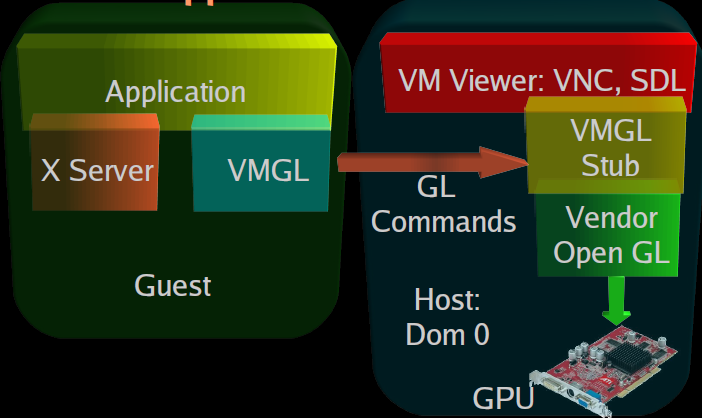 Application
X Server
VMGL
Guest
VM Viewer: VNC, SDL
VMGL
Stub
GL
Commands
Vendor
Open GL
Host:
Dom 0
GPU